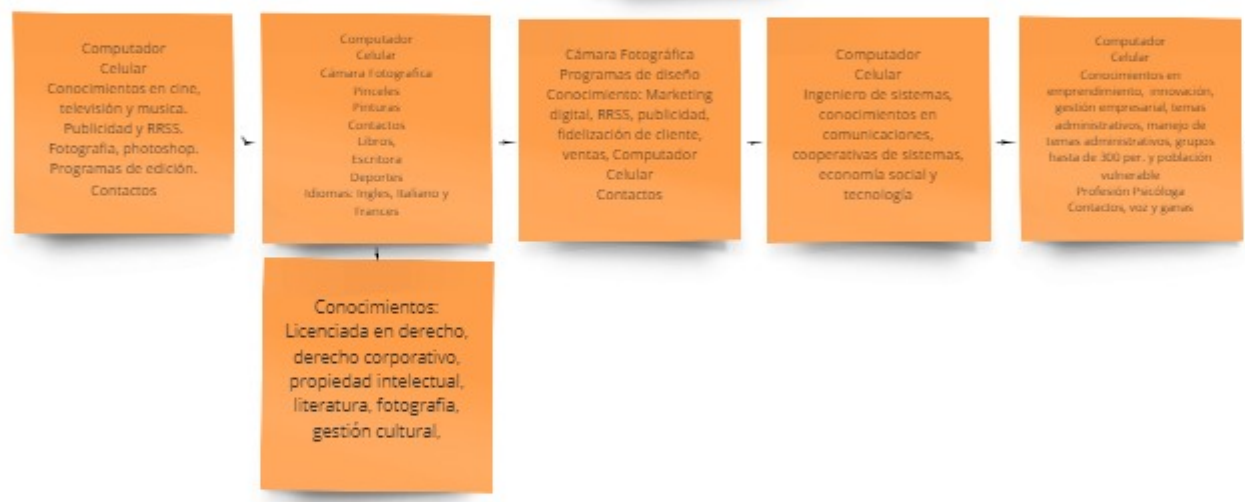 Computador
Celular
Conocimientos en cine,
televisión y musica.
Publicidad y RRSS.
Fotografia, photoshop.
Programas de edición.
Contactos
Computador
Celular
Cámara Fotografica
Pinceles
Pinturas
Contactos
Libros,
Escritora
Deportes
Idiomas: Ingles, Italiano y
Frances
Cámara Fotográfica
Programas de diseño
Conocimiento: Marketing
digital, RRSS, publicidad,
fidelización de cliente,
ventas, Computador
Celular
Contactos
Computador
Celular
Ingeniero de sistemas,
conocimientos en
comunicaciones,
cooperativas de sistemas,
economía social y
tecnología
Computador
Celular
Conocimientos en
emprendimiento, innovación,
gestión empresarial, temas
administrativos, manejo de
temas administrativos, grupos
hasta de 300 per. y población
vulnerable
Profesión Psicóloga
Contactos, voz y ganas
Conocimientos:
Licenciada en derecho,
derecho corporativo,
propiedad intelectual,
literatura, fotografia,
gestión cultural,